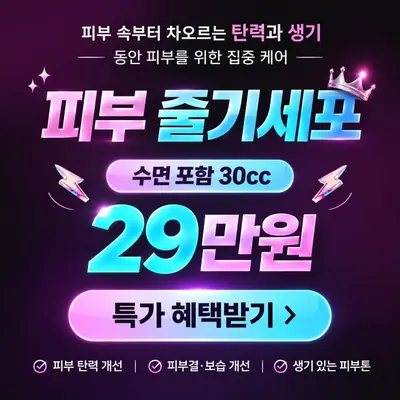 피부 속부터 차오르는 탄력과 생기
동안 피부를 위한 집중 케어
피부 줄기세포
수면 포함 30cc
29만원
특가 혜택받기 >
피부 탄력 개선 | 피부결·보습 개선 | 생기 있는 피부톤